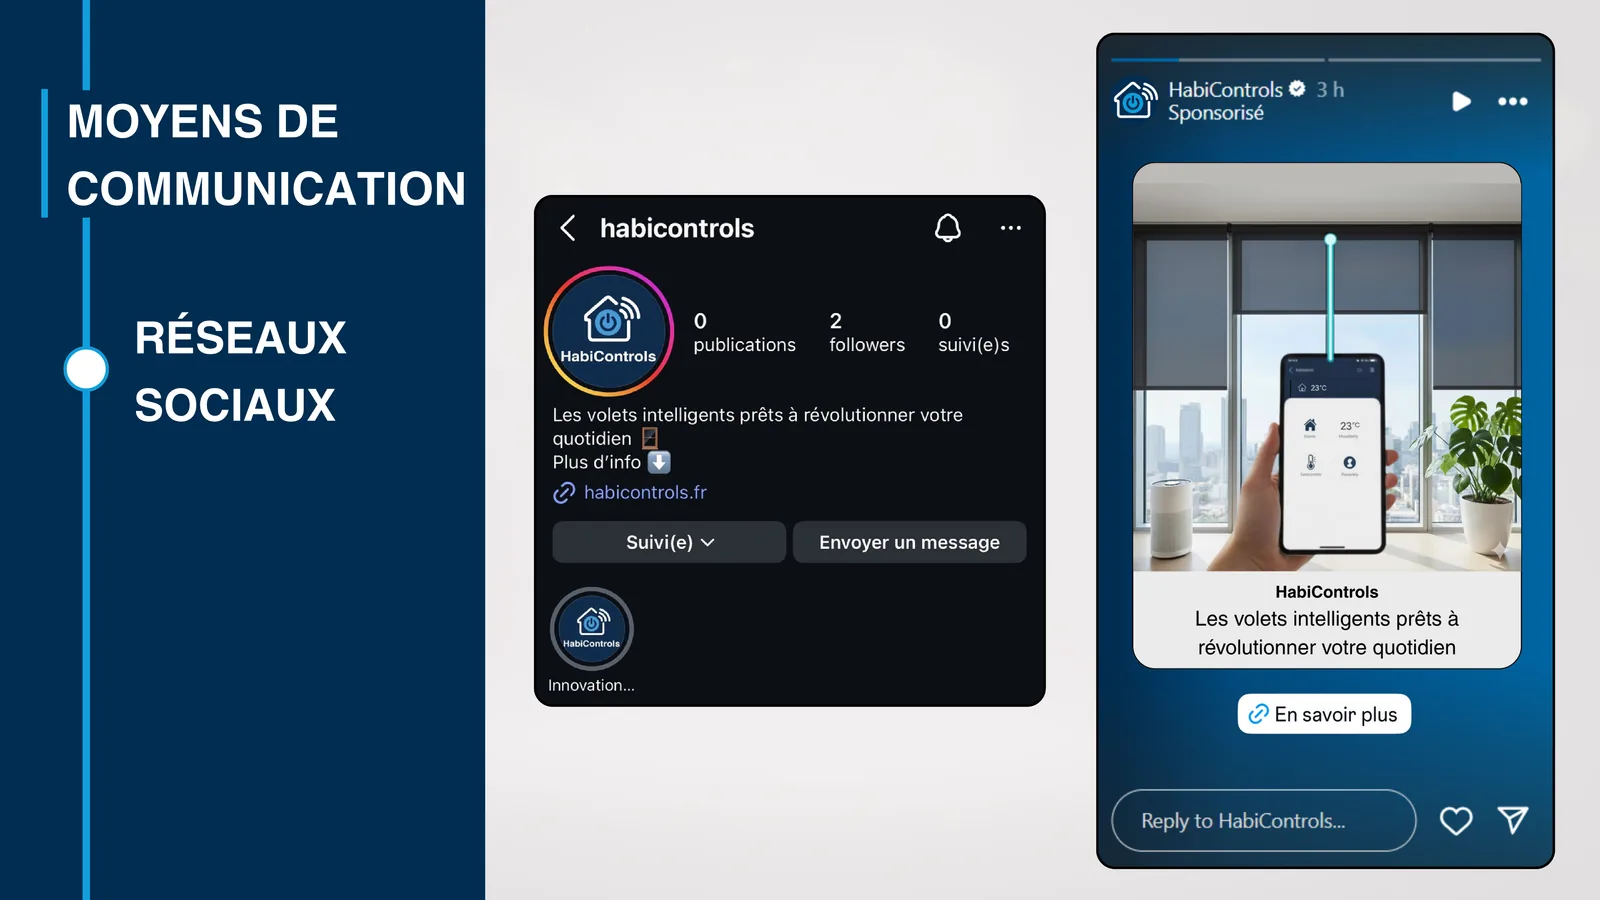 MOYENS DE
COMMUNICATION
RÉSEAUX
SOCIAUX
habicontrols
HabiControls
0
publications
2
followers
0
suivi(e)s
Les volets intelligents prêts à révolutionner votre
quotidien
Plus d'info
habicontrols.fr
Suivi(e)
Envoyer un message
HabiControls
Innovation...
HabiControls 3 h
Sponsorisé
23°C
23°C
HabiControls
Les volets intelligents prêts à
révolutionner votre quotidien
En savoir plus
Reply to HabiControls...